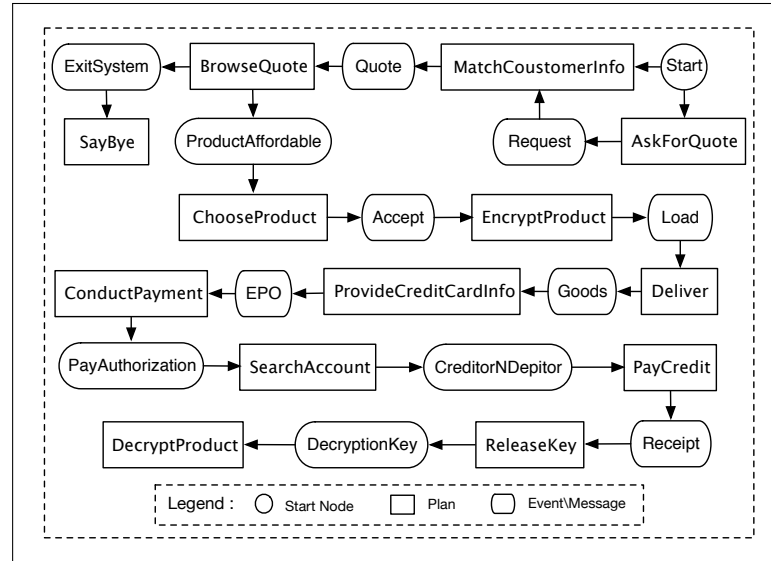 ExitSystem BrowseQuote Quote MatchCoustomerInfo Start
SayBye ProductAffordable Request AskForQuote
ChooseProduct Accept EncryptProduct Load
ConductPayment EPO ProvideCreditCardInfo Goods Deliver
PayAuthorization SearchAccount CreditorNDepitor PayCredit
DecryptProduct DecryptionKey ReleaseKey Receipt
Legend : Start Node Plan Event\Message